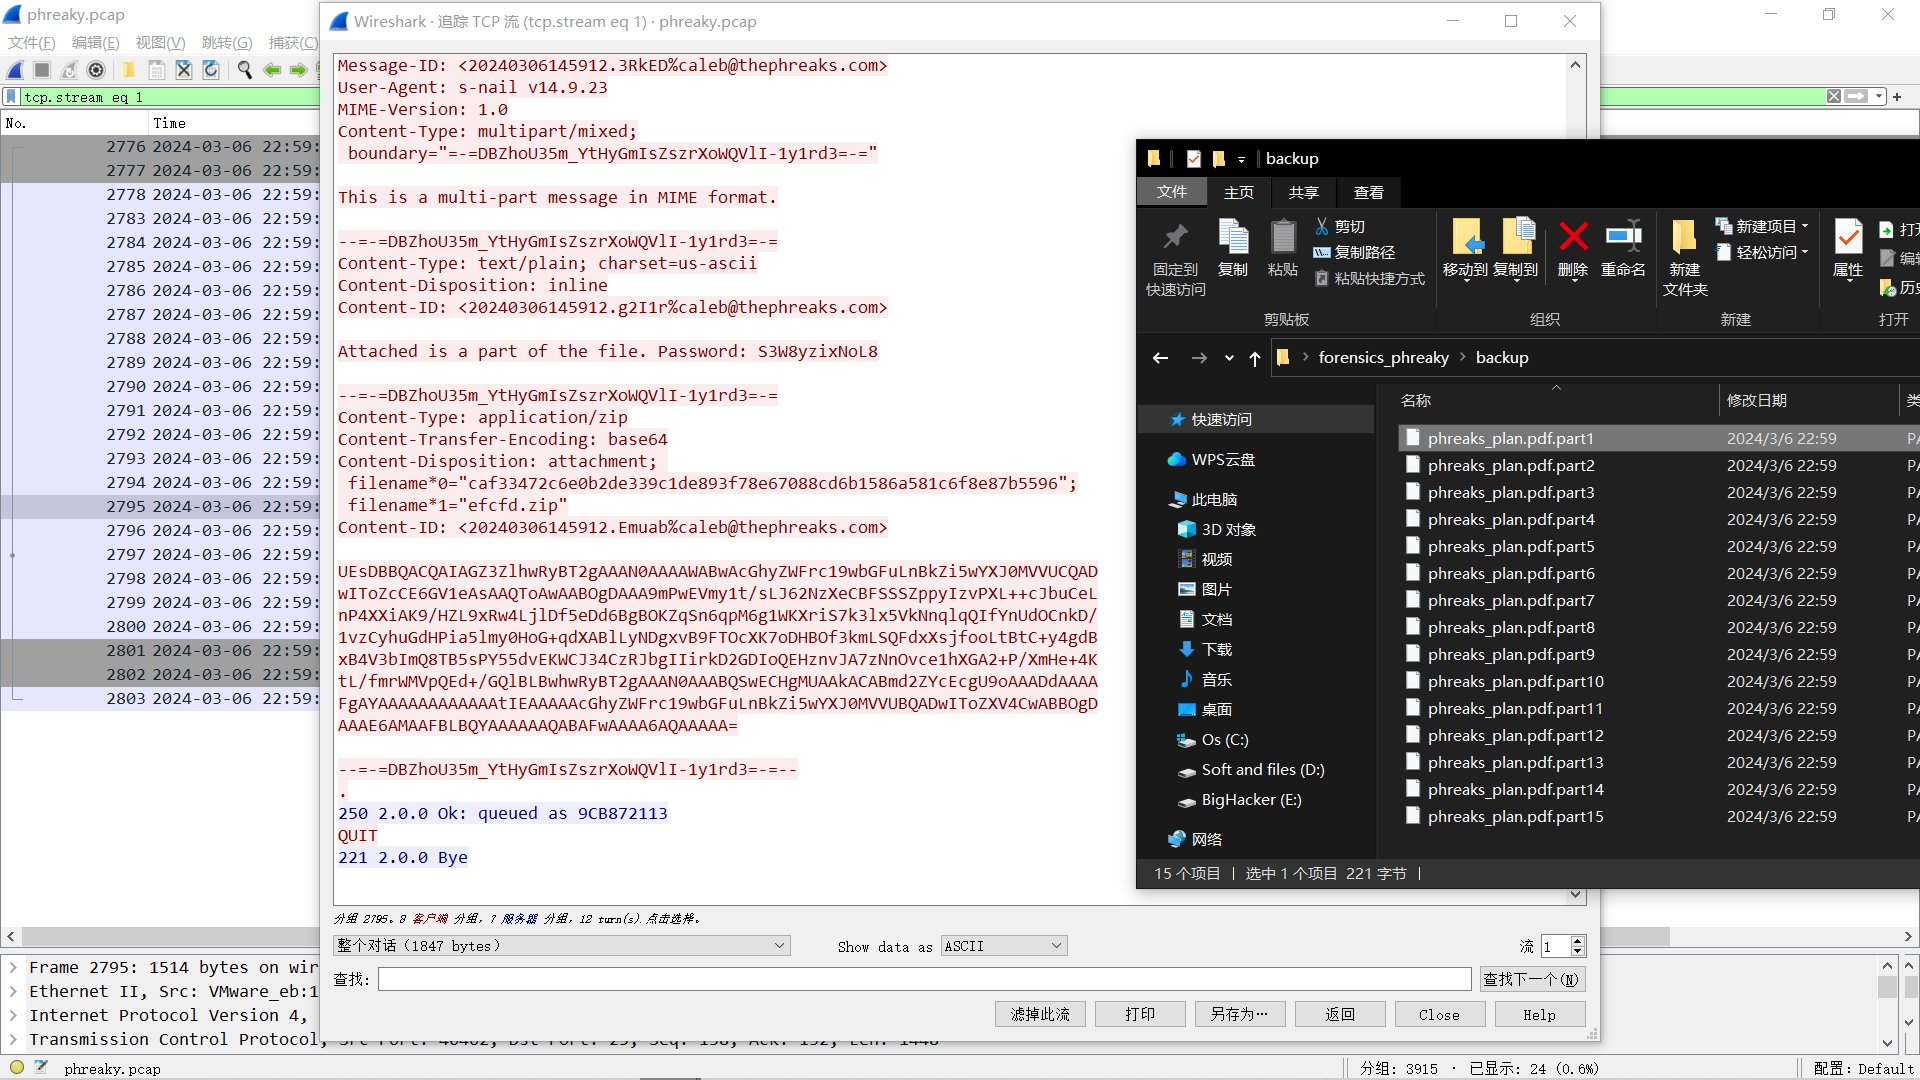 phreaky.pcap
文件(F) 编辑(E) 视图(V) 跳转(G) 捕获(C)
tcp.stream eq 1
No. Time
2776 2024-03-06 22:59:
2777 2024-03-06 22:59:
2778 2024-03-06 22:59:
2783 2024-03-06 22:59:
2784 2024-03-06 22:59:
2785 2024-03-06 22:59:
2786 2024-03-06 22:59:
2787 2024-03-06 22:59:
2788 2024-03-06 22:59:
2789 2024-03-06 22:59:
2790 2024-03-06 22:59:
2791 2024-03-06 22:59:
2792 2024-03-06 22:59:
2793 2024-03-06 22:59:
2794 2024-03-06 22:59:
2795 2024-03-06 22:59:
2796 2024-03-06 22:59:
2797 2024-03-06 22:59:
2798 2024-03-06 22:59:
2799 2024-03-06 22:59:
2800 2024-03-06 22:59:
2801 2024-03-06 22:59:
2802 2024-03-06 22:59:
2803 2024-03-06 22:59:
Wireshark · 追踪 TCP 流 (tcp.stream eq 1) · phreaky.pcap
Message-ID: <20240306145912.3RkED%caleb@thephreaks.com>
User-Agent: s-nail v14.9.23
MIME-Version: 1.0
Content-Type: multipart/mixed;
boundary="=-=DBZhoU35m_YtHyGmIsZszrXoWQVlI-1y1rd3=-="
This is a multi-part message in MIME format.
--=-=DBZhoU35m_YtHyGmIsZszrXoWQVlI-1y1rd3=-=
Content-Type: text/plain; charset=us-ascii
Content-Disposition: inline
Content-ID: <20240306145912.g2I1r%caleb@thephreaks.com>
Attached is a part of the file. Password: S3W8yzixNoL8
--=-=DBZhoU35m_YtHyGmIsZszrXoWQVlI-1y1rd3=-=
Content-Type: application/zip
Content-Transfer-Encoding: base64
Content-Disposition: attachment;
filename*0="caf33472c6e0b2de339c1de893f78e67088cd6b1586a581c6f8e87b5596";
filename*1="efcfd.zip"
Content-ID: <20240306145912.Emuab%caleb@thephreaks.com>
UEsDBBQACQAIAGZ3ZlhwRyBT2gAAAN0AAAAWABwAcGhyZWFrc19wbGFuLnBkZi5wYXJ0MVVUCQAD
wIToZcCE6GV1eAsAAQToAwAABOgDAAA9mPwEVmy1t/sLJ62NzXeCBFSSSZppyIzvPXL++cJbuCeL
nP4XXiAK9/HZL9xRw4LjlDf5eDd6BgBOKZqSn6qpM6g1WKXriS7k3lx5VkNnqlqQIfYnUdOCnkD/
1vzCyhuGdHPia5lmy0HoG+qdXABlLyNDgxvB9FTOcXK7oDHBOf3kmLSQFdxXsjfooLtBtC+y4gdB
xB4V3bImQ8TB5sPY55dvEKWCJ34CzRJbgIIirkD2GDIoQEHznvJA7zNnOvce1hXGA2+P/XmHe+4K
tL/fmrWMVpQEd+/GQlBLBwhwRyBT2gAAAN0AAABQSwECHgMUAAkACABmd2ZYcEcgU9oAAADdAAAA
FgAYAAAAAAAAAAAAtIEAAAAAcGhyZWFrc19wbGFuLnBkZi5wYXJ0MVVUBQADwIToZXV4CwABBOgD
AAAE6AMAAFBLBQYAAAAAAQABAFwAAAA6AQAAAAA=
--=-=DBZhoU35m_YtHyGmIsZszrXoWQVlI-1y1rd3=-=--
.
250 2.0.0 Ok: queued as 9CB872113
QUIT
221 2.0.0 Bye
分组 2795。8 客户端 分组，7 服务器 分组，12 turn(s).点击选择。
整个对话（1847 bytes） Show data as ASCII 流 1
查找: 查找下一个(N)
滤掉此流 打印 另存为… 返回 Close Help
backup
文件 主页 共享 查看
固定到
快速访问
复制 粘贴
剪切
复制路径
粘贴快捷方式
移动到 复制到 删除 重命名
新建
文件夹
新建项目
轻松访问
属性
打开
编辑
剪贴板 组织 新建 打开
forensics_phreaky backup
名称 修改日期
快速访问
WPS云盘
此电脑
3D 对象
视频
图片
文档
下载
音乐
桌面
Os (C:)
Soft and files (D:)
BigHacker (E:)
网络
phreaks_plan.pdf.part1 2024/3/6 22:59 PA
phreaks_plan.pdf.part2 2024/3/6 22:59 PA
phreaks_plan.pdf.part3 2024/3/6 22:59 PA
phreaks_plan.pdf.part4 2024/3/6 22:59 PA
phreaks_plan.pdf.part5 2024/3/6 22:59 PA
phreaks_plan.pdf.part6 2024/3/6 22:59 PA
phreaks_plan.pdf.part7 2024/3/6 22:59 PA
phreaks_plan.pdf.part8 2024/3/6 22:59 PA
phreaks_plan.pdf.part9 2024/3/6 22:59 PA
phreaks_plan.pdf.part10 2024/3/6 22:59 PA
phreaks_plan.pdf.part11 2024/3/6 22:59 PA
phreaks_plan.pdf.part12 2024/3/6 22:59 PA
phreaks_plan.pdf.part13 2024/3/6 22:59 PA
phreaks_plan.pdf.part14 2024/3/6 22:59 PA
phreaks_plan.pdf.part15 2024/3/6 22:59 PA
15 个项目 选中 1 个项目 221 字节
Frame 2795: 1514 bytes on wir
Ethernet II, Src: VMware_eb:1
Internet Protocol Version 4,
Transmission Control Protocol,
phreaky.pcap
分组: 3915 · 已显示: 24 (0.6%)
配置: Default